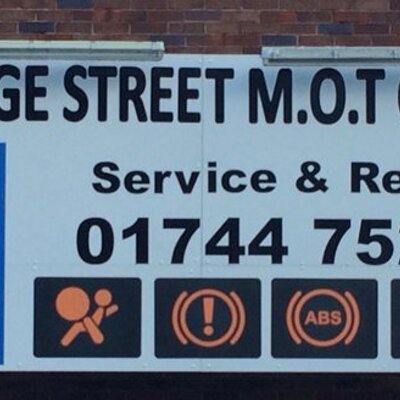 GE STREET M.O.T
Service & Re
01744 75
ABS